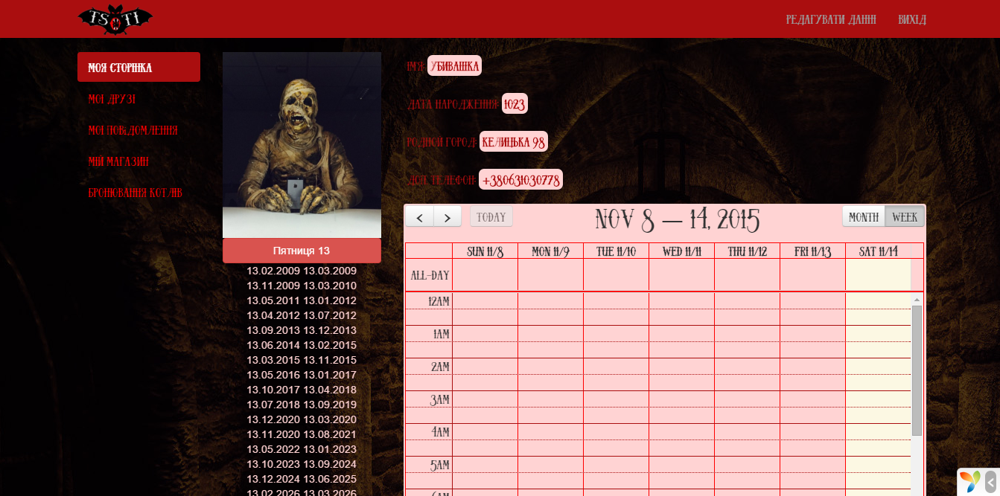 TSOTI
РЕДАГУВАТИ ДАННІ ВИХІД
МОЯ СТОРІНКА
МОЇ ДРУЗІ
МОЇ ПОВІДОМЛЕННЯ
МІЙ МАГАЗИН
БРОНЮВАННЯ КОТЛІВ
Пятниця 13
13.02.2009 13.03.2009
13.11.2009 13.03.2010
13.05.2011 13.01.2012
13.04.2012 13.07.2012
13.09.2013 13.12.2013
13.06.2014 13.02.2015
13.03.2015 13.11.2015
13.05.2016 13.01.2017
13.10.2017 13.04.2018
13.07.2018 13.09.2019
13.12.2020 13.03.2020
13.11.2020 13.08.2021
13.05.2022 13.01.2023
13.10.2023 13.09.2024
13.12.2024 13.06.2025
13.02.2026 13.03.2026
ІМ'Я: УБИВАШКА
ДАТА НАРОДЖЕННЯ: 1023
РОДНОЙ ГОРОД: КЕЛИЦЬКА 98
ДОП. ТЕЛЕФОН: +380631030778
TODAY
NOV 8 — 14, 2015
MONTH WEEK
SUN 11/8 MON 11/9 TUE 11/10 WED 11/11 THU 11/12 FRI 11/13 SAT 11/14
ALL-DAY
12AM
1AM
2AM
3AM
4AM
5AM
6AM